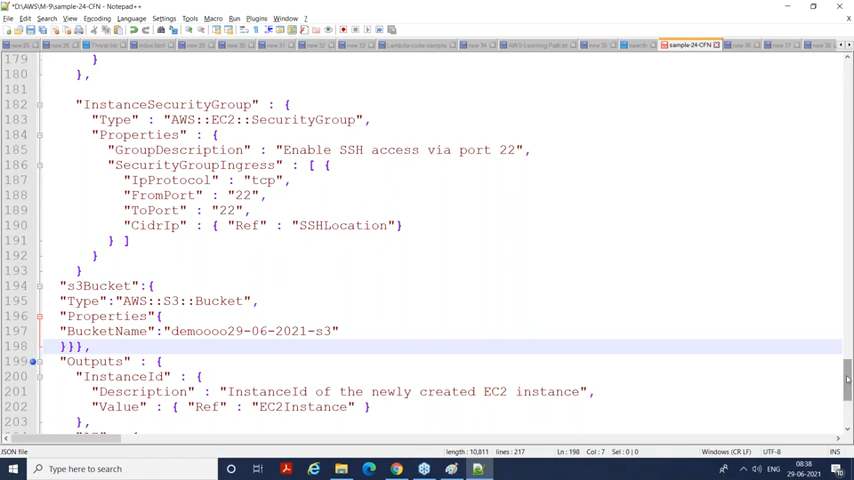 *D:\AWS\M-9\sample-24-CFN - Notepad++
File Edit Search View Encoding Language Settings Tools Macro Run Plugins Window ?
sample-24-CFN
179 }
180 },
181
182 "InstanceSecurityGroup" : {
183 "Type" : "AWS::EC2::SecurityGroup",
184 "Properties" : {
185 "GroupDescription" : "Enable SSH access via port 22",
186 "SecurityGroupIngress" : [ {
187 "IpProtocol" : "tcp",
188 "FromPort" : "22",
189 "ToPort" : "22",
190 "CidrIp" : { "Ref" : "SSHLocation"}
191 } ]
192 }
193 }
194 "s3Bucket":{
195 "Type":"AWS::S3::Bucket",
196 "Properties"{
197 "BucketName":"demoooo29-06-2021-s3"
198 }}},
199 "Outputs" : {
200 "InstanceId" : {
201 "Description" : "InstanceId of the newly created EC2 instance",
202 "Value" : { "Ref" : "EC2Instance" }
203 },
JSON file length : 10,811 lines : 217 Ln : 198 Col : 7 Sel : 0 | 0 Windows (CR LF) UTF-8 INS
Type here to search
ENG
08:38
29-06-2021